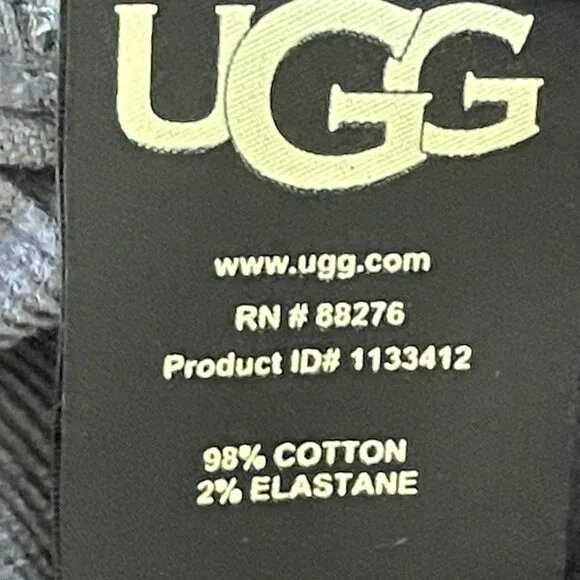 UGG
www.ugg.com
RN # 88276
Product ID# 1133412
98% COTTON
2% ELASTANE